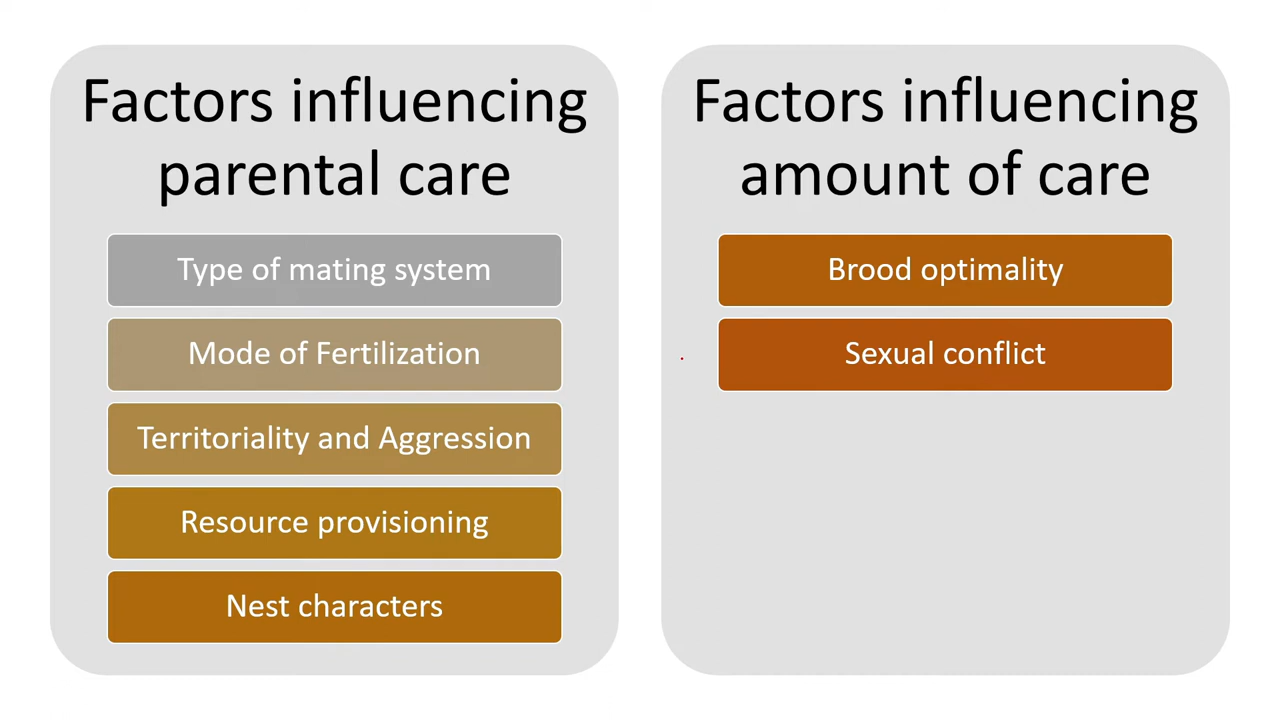 Factors influencing
parental care
Type of mating system
Mode of Fertilization
Territoriality and Aggression
Resource provisioning
Nest characters
Factors influencing
amount of care
Brood optimality
Sexual conflict